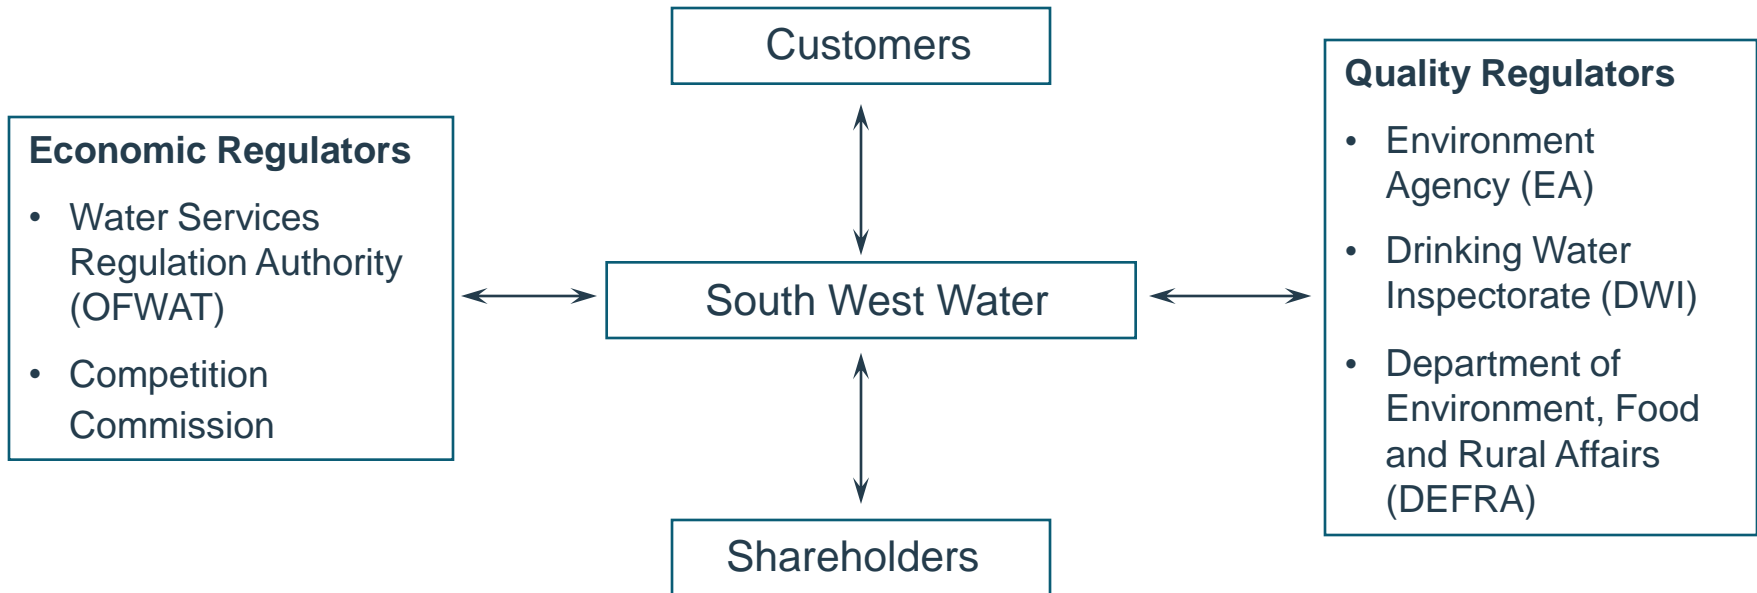 Customers
Economic Regulators
• Water Services
Regulation Authority
(OFWAT)
• Competition
Commission
South West Water
Quality Regulators
• Environment
Agency (EA)
• Drinking Water
Inspectorate (DWI)
• Department of
Environment, Food
and Rural Affairs
(DEFRA)
Shareholders